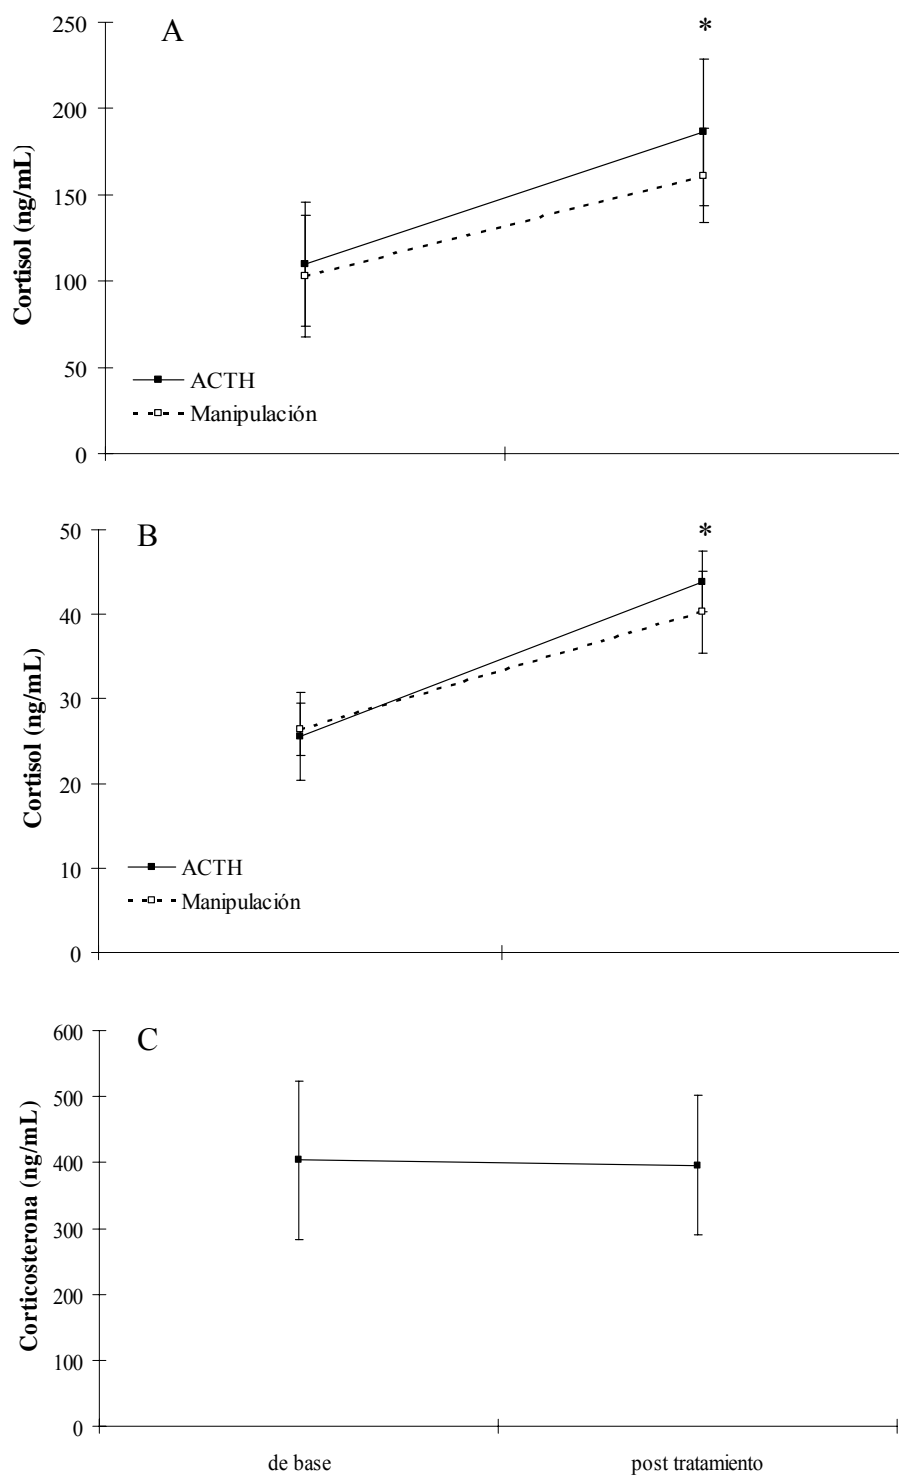 A
*
Cortisol (ng/mL)
250
200
150
100
50
0
ACTH
Manipulación
B
*
Cortisol (ng/mL)
50
40
30
20
10
0
ACTH
Manipulación
C
Corticosterona (ng/mL)
600
500
400
300
200
100
0
de base
post tratamiento